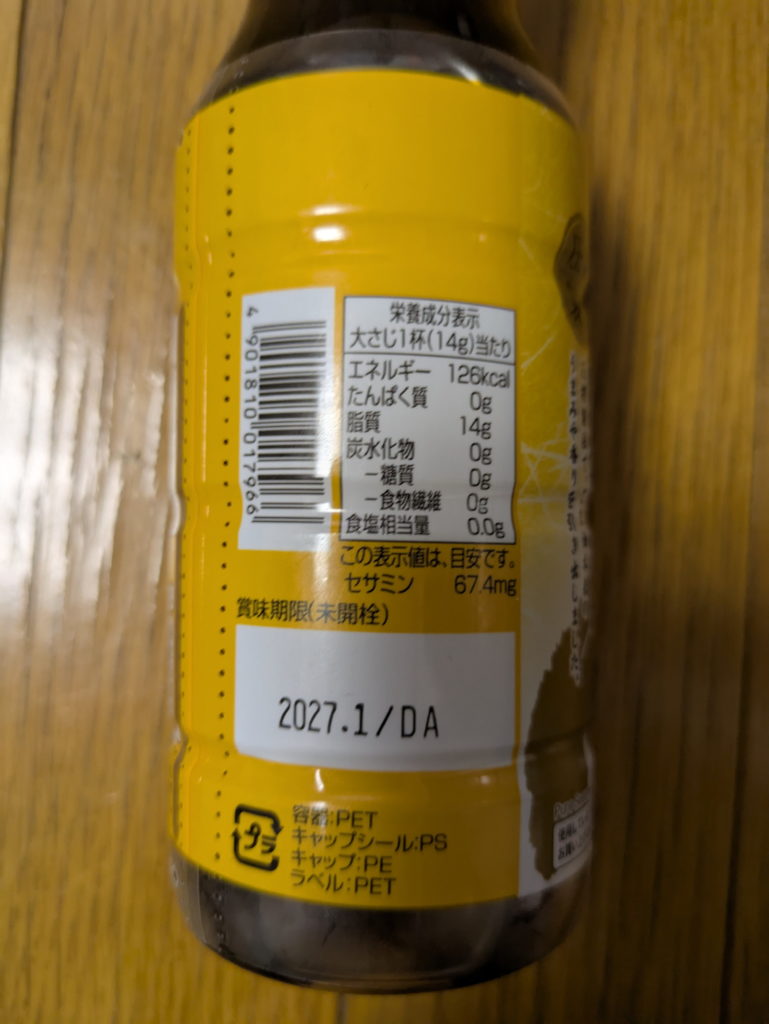 栄養成分表示
大さじ1杯(14g)当たり
エネルギー 126kcal
たんぱく質 0g
脂質 14g
炭水化物 0g
－糖質 0g
－食物繊維 0g
食塩相当量 0.0g
この表示値は、目安です。
セサミン 67.4mg
4 901810 017966
賞味期限(未開栓)
2027.1/DA
プラ
容器:PET
キャップシール:PS
キャップ:PE
ラベル:PET